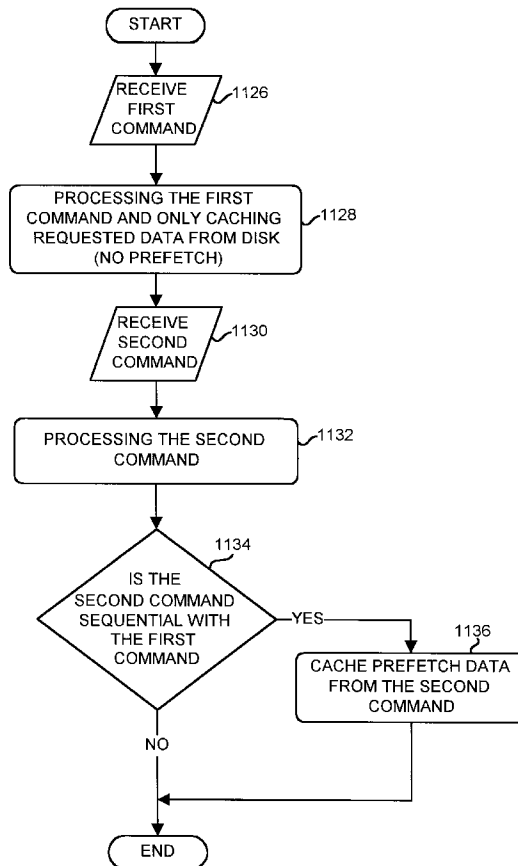 START
RECEIVE
FIRST
COMMAND
1126
PROCESSING THE FIRST
COMMAND AND ONLY CACHING
REQUESTED DATA FROM DISK
(NO PREFETCH)
1128
RECEIVE
SECOND
COMMAND
1130
PROCESSING THE SECOND
COMMAND
1132
1134
IS THE
SECOND COMMAND
SEQUENTIAL WITH
THE FIRST
COMMAND
YES
1136
CACHE PREFETCH DATA
FROM THE SECOND
COMMAND
NO
END